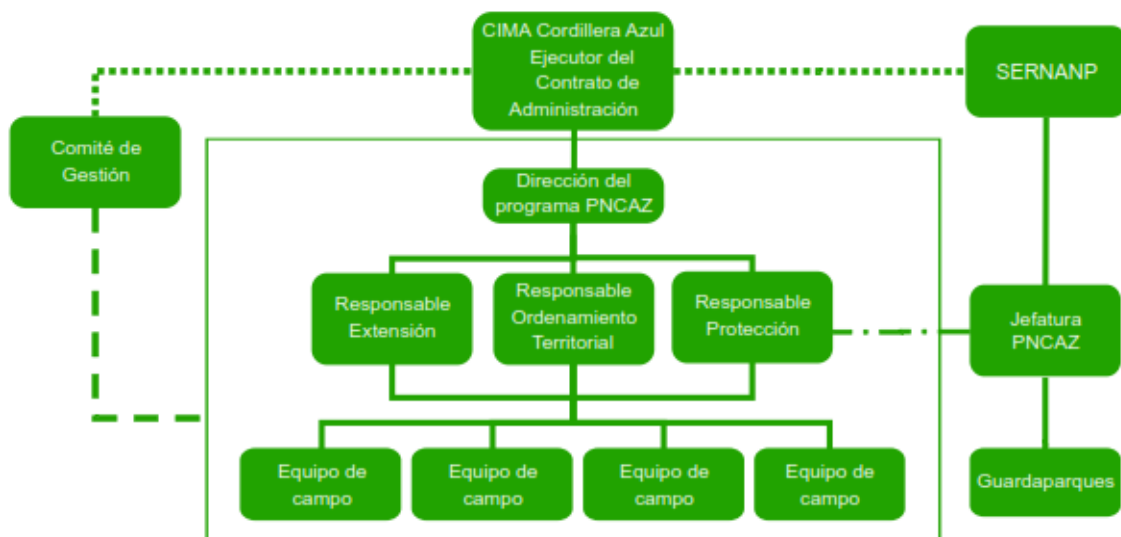 CIMA Cordillera Azul
Ejecutor del
Contrato de
Administración
SERNANP
Comité de
Gestión
Dirección del
programa PNCAZ
Responsable
Extensión
Responsable
Ordenamiento
Territorial
Responsable
Protección
Jefatura
PNCAZ
Equipo de
campo
Equipo de
campo
Equipo de
campo
Equipo de
campo
Guardaparques